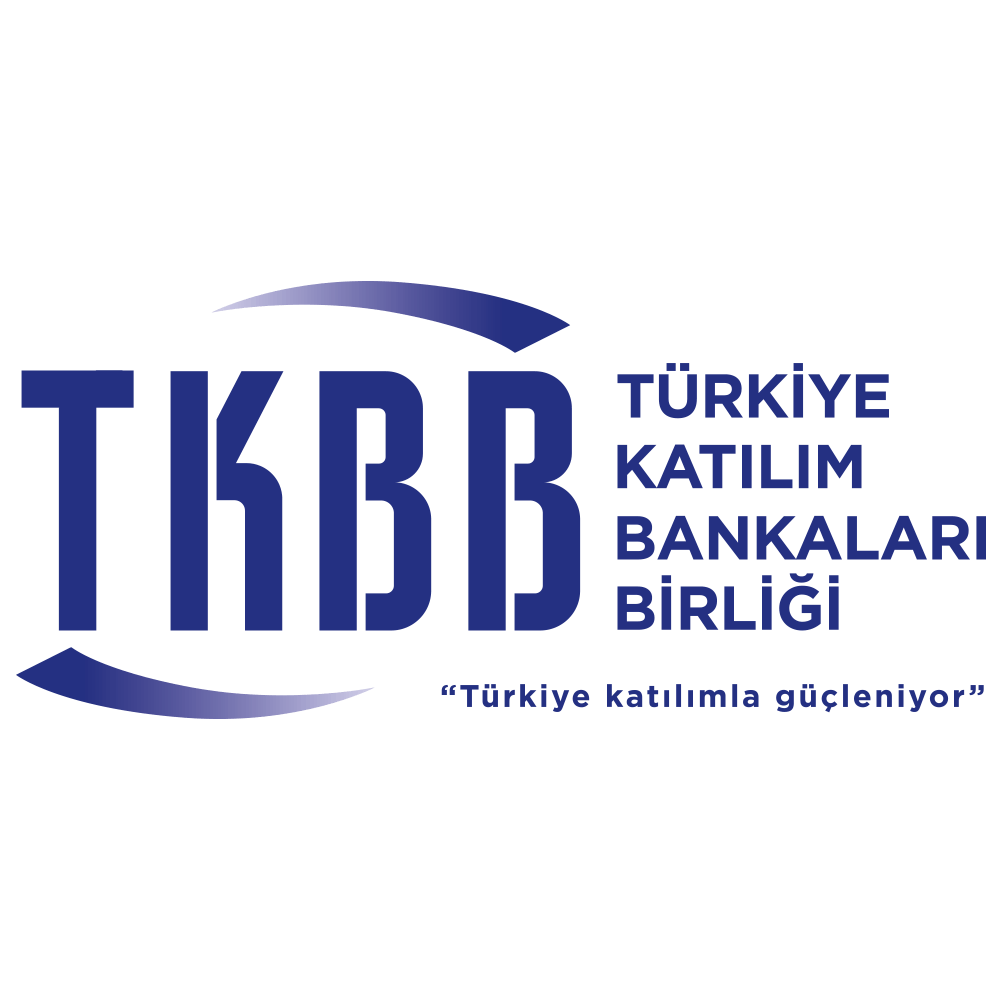 TKBB
TÜRKİYE
KATILIM
BANKALARI
BİRLİĞİ
“Türkiye katılımla güçleniyor”